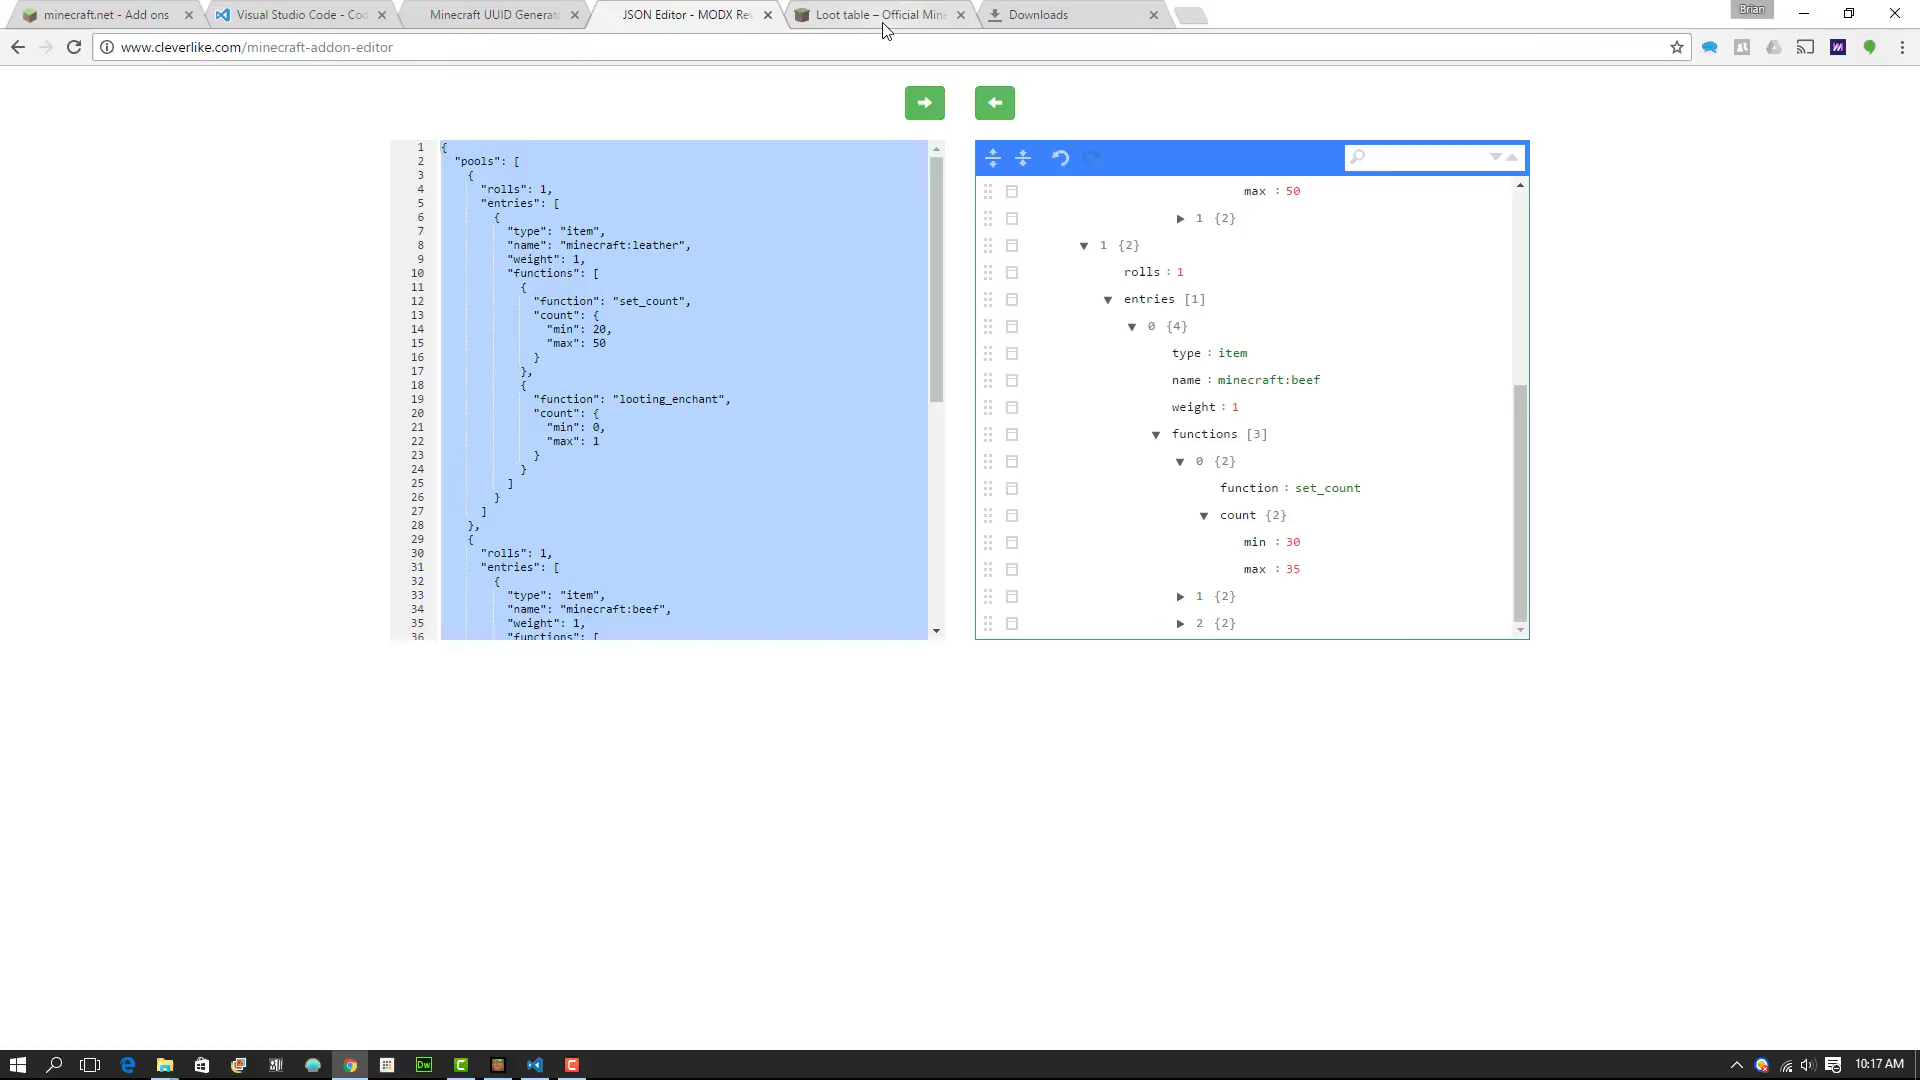 minecraft.net - Add ons
Visual Studio Code - Co
Minecraft UUID Generat
JSON Editor - MODX Re
Loot table – Official Mine
Downloads
Brian
www.cleverlike.com/minecraft-addon-editor
1 {
2 "pools": [
3 {
4 "rolls": 1,
5 "entries": [
6 {
7 "type": "item",
8 "name": "minecraft:leather",
9 "weight": 1,
10 "functions": [
11 {
12 "function": "set_count",
13 "count": {
14 "min": 20,
15 "max": 50
16 }
17 },
18 {
19 "function": "looting_enchant",
20 "count": {
21 "min": 0,
22 "max": 1
23 }
24 }
25 ]
26 }
27 ]
28 },
29 {
30 "rolls": 1,
31 "entries": [
32 {
33 "type": "item",
34 "name": "minecraft:beef",
35 "weight": 1,
36 "functions": [
max : 50
1 {2}
1 {2}
rolls : 1
entries [1]
0 {4}
type : item
name : minecraft:beef
weight : 1
functions [3]
0 {2}
function : set_count
count {2}
min : 30
max : 35
1 {2}
2 {2}
Dw
10:17 AM